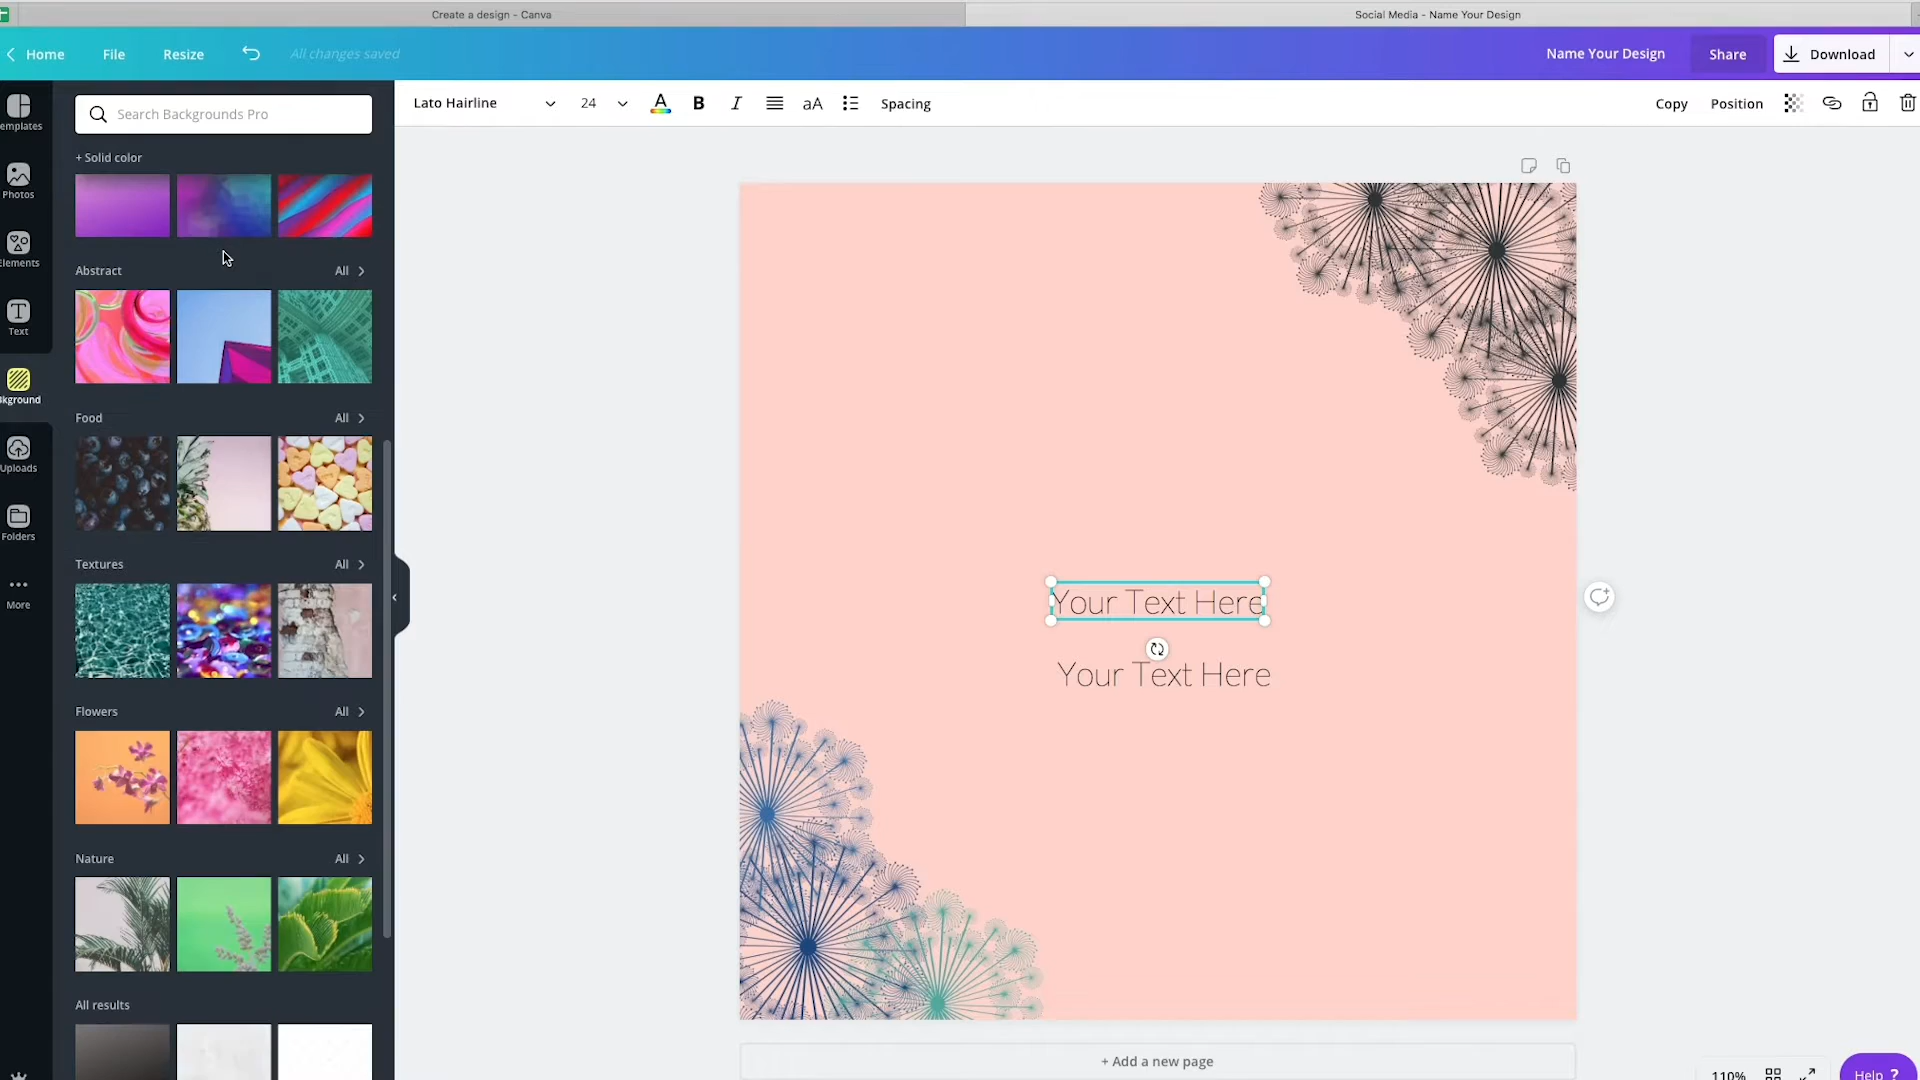 Create a design - Canva
Social Media - Name Your Design
Home File Resize All changes saved Name Your Design Share Download
Lato Hairline 24 A B I aA Spacing Copy Position
Search Backgrounds Pro
+ Solid color
Abstract All
Food All
Textures All
Flowers All
Nature All
All results
emplates
Photos
Elements
Text
Bkground
Uploads
Folders
More
Your Text Here
Your Text Here
+ Add a new page
110%
Help ?